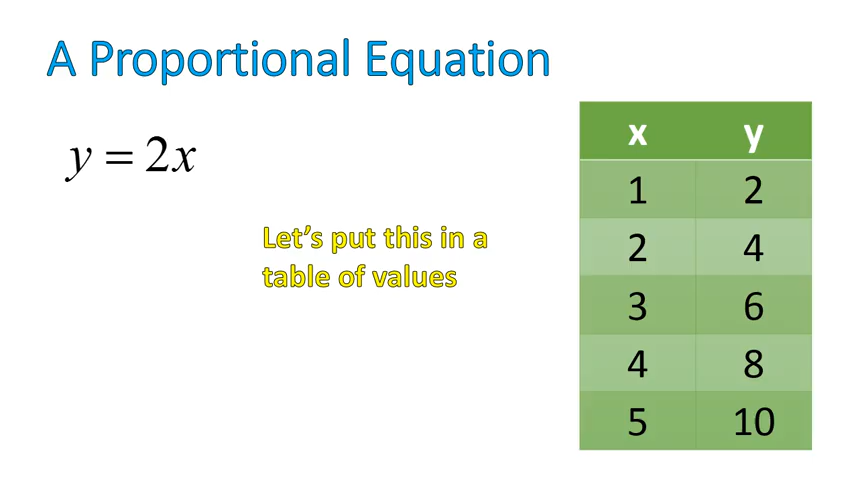 A Proportional Equation
y = 2x
Let’s put this in a
table of values
x y
1 2
2 4
3 6
4 8
5 10